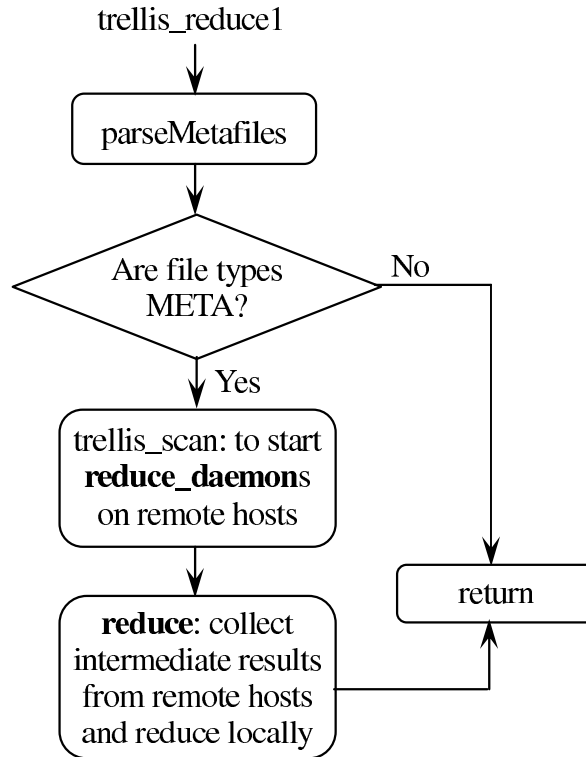 trellis_reduce1
parseMetafiles
Are file types
META?
No
Yes
trellis_scan: to start
reduce_daemons
on remote hosts
return
reduce: collect
intermediate results
from remote hosts
and reduce locally